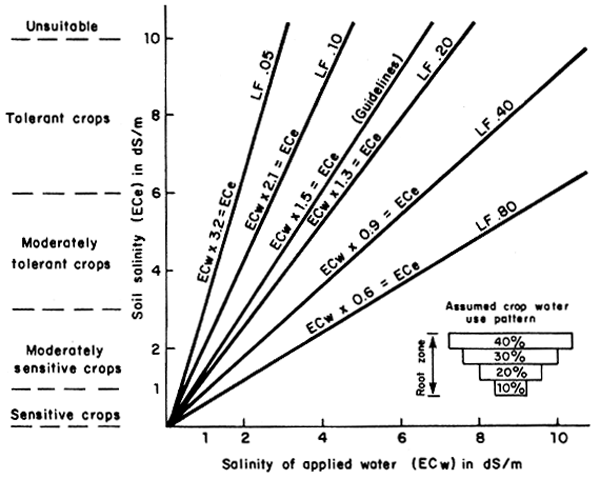 Unsuitable
Tolerant crops
Moderately
tolerant crops
Moderately
sensitive crops
Sensitive crops
Soil salinity (ECe) in dS/m
10
8
6
4
2
1
LF .05
LF .10
(Guidelines)
LF .20
LF .40
LF .80
ECw x 3.2 = ECe
ECw x 2.1 = ECe
ECw x 1.5 = ECe
ECw x 1.3 = ECe
ECw x 0.9 = ECe
ECw x 0.6 = ECe
Assumed crop water
use pattern
Root zone
40%
30%
20%
10%
1 2 4 6 8 10
Salinity of applied water (ECw) in dS/m